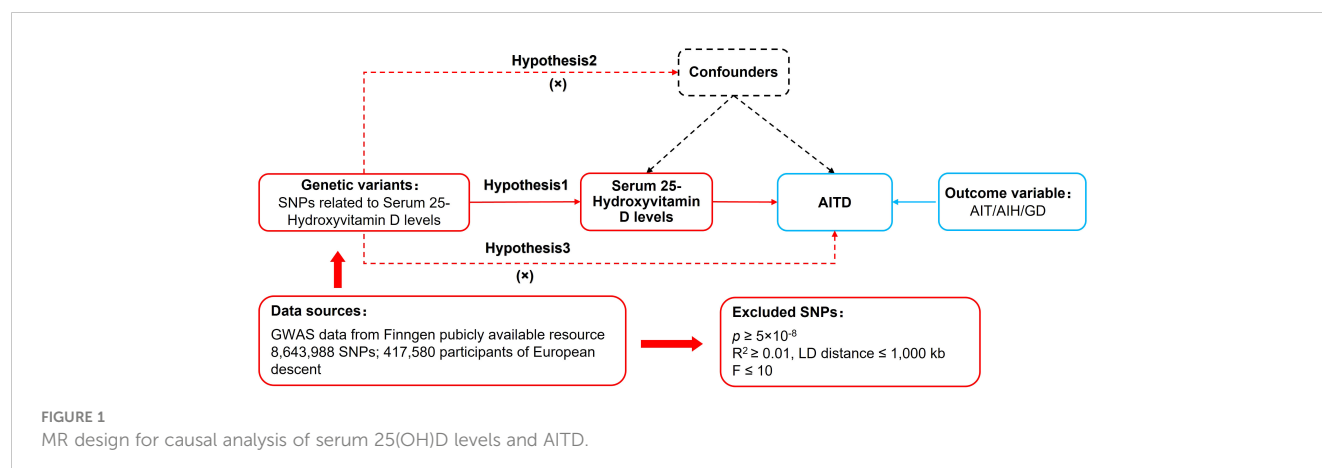 Hypothesis2
(×)
Confounders
Genetic variants：
SNPs related to Serum 25-
Hydroxyvitamin D levels
Hypothesis1
Serum 25-
Hydroxyvitamin
D levels
AITD
Outcome variable：
AIT/AIH/GD
Hypothesis3
(×)
Data sources：
GWAS data from Finngen pubicly available resource
8,643,988 SNPs; 417,580 participants of European
descent
Excluded SNPs：
p ≥ 5×10⁻⁸
R² ≥ 0.01, LD distance ≤ 1,000 kb
F ≤ 10
FIGURE 1
MR design for causal analysis of serum 25(OH)D levels and AITD.